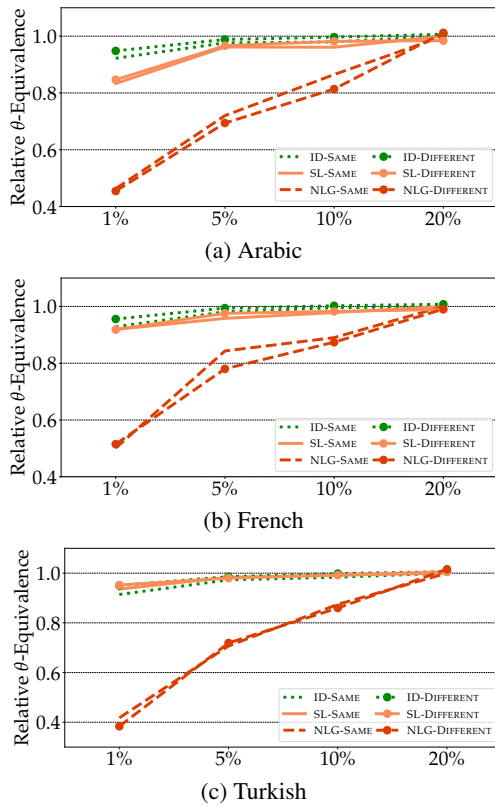 Relative θ-Equivalence
1.0
0.8
0.6
0.4
ID-SAME ID-DIFFERENT
SL-SAME SL-DIFFERENT
NLG-SAME NLG-DIFFERENT
1% 5% 10% 20%
(a) Arabic
Relative θ-Equivalence
1.0
0.8
0.6
0.4
ID-SAME ID-DIFFERENT
SL-SAME SL-DIFFERENT
NLG-SAME NLG-DIFFERENT
1% 5% 10% 20%
(b) French
Relative θ-Equivalence
1.0
0.8
0.6
0.4
ID-SAME ID-DIFFERENT
SL-SAME SL-DIFFERENT
NLG-SAME NLG-DIFFERENT
1% 5% 10% 20%
(c) Turkish